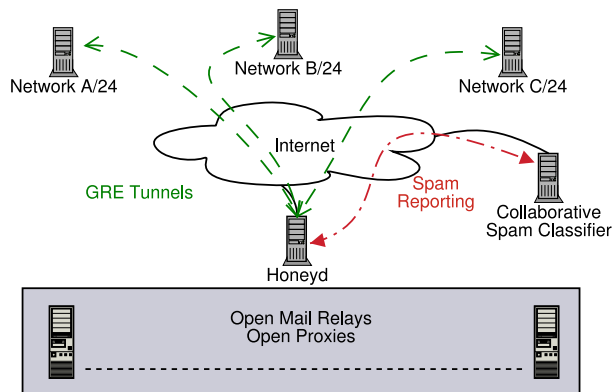 Network A/24
Network B/24
Network C/24
Internet
GRE Tunnels
Spam
Reporting
Collaborative
Spam Classifier
Honeyd
Open Mail Relays
Open Proxies